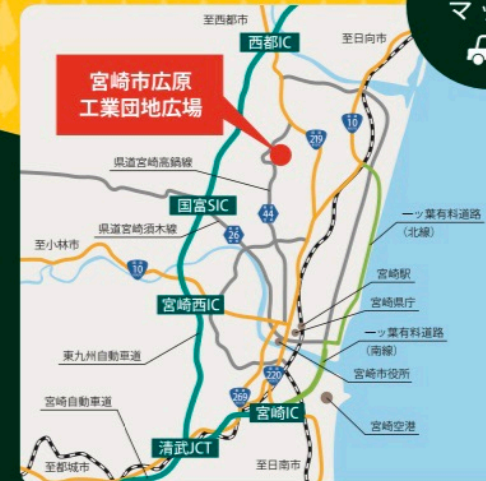 マッ
至西都市
西都IC
至日向市
宮崎市広原
工業団地広場
219
10
県道宮崎高鍋線
国富SIC
44
一ッ葉有料道路
(北線)
県道宮崎須木線
26
至小林市
10
宮崎駅
宮崎西IC
宮崎県庁
一ッ葉有料道路
(南線)
東九州自動車道
宮崎市役所
220
269
宮崎自動車道
宮崎IC
宮崎空港
清武JCT
至都城市
至日南市